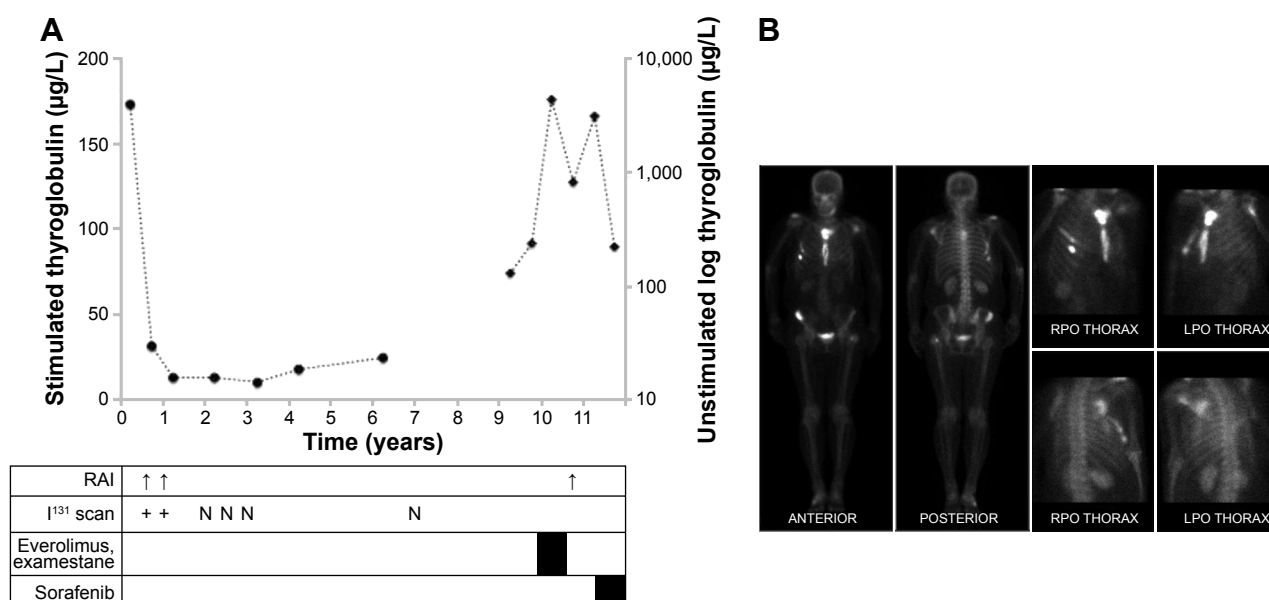 A
B
Stimulated thyroglobulin (µg/L)
200
150
100
50
0
10,000
1,000
100
10
Unstimulated log thyroglobulin (µg/L)
0 1 2 3 4 5 6 7 8 9 10 11
Time (years)
RAI ↑ ↑ ↑
I¹³¹ scan + + N N N N
Everolimus,
examestane
Sorafenib
ANTERIOR
POSTERIOR
RPO THORAX
LPO THORAX
RPO THORAX
LPO THORAX